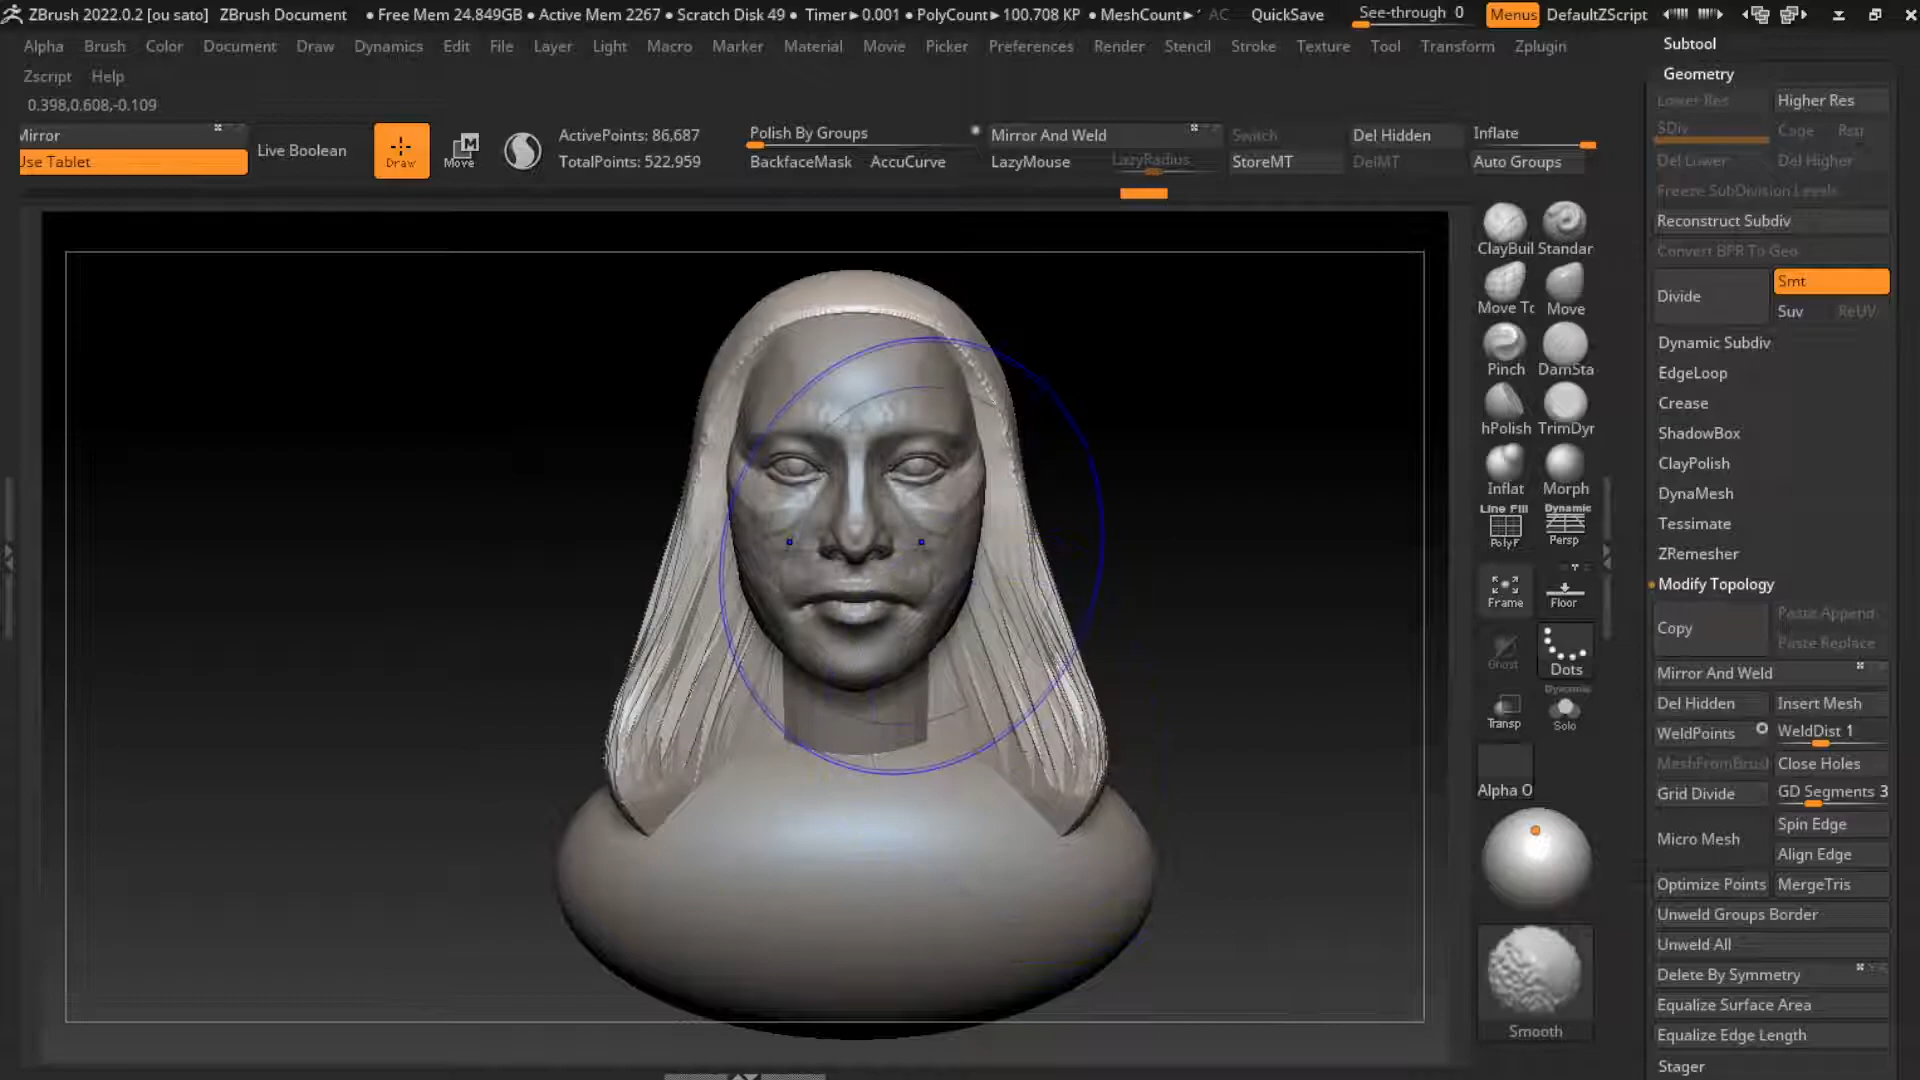 ZBrush 2022.0.2 [ou sato] ZBrush Document • Free Mem 24.849GB • Active Mem 2267 • Scratch Disk 49 • Timer▸0.001 • PolyCount▸100.708 KP • MeshCount▸ AC QuickSave See-through 0 Menus DefaultZScript
Alpha Brush Color Document Draw Dynamics Edit File Layer Light Macro Marker Material Movie Picker Preferences Render Stencil Stroke Texture Tool Transform Zplugin
Zscript Help
0.398,0.608,-0.109
Mirror
Use Tablet
Live Boolean
Draw
Move
ActivePoints: 86,687
TotalPoints: 522,959
Polish By Groups
BackfaceMask AccuCurve
Mirror And Weld
LazyMouse LazyRadius
Switch
StoreMT
Del Hidden
DelMT
Inflate
Auto Groups
ClayBuil Standar
Move To Move
Pinch DamSta
hPolish TrimDyr
Inflat Morph
Line Fill Dynamic
PolyF Persp
Frame Floor
Ghost Dots
Dynamic
Transp Solo
Alpha O
Smooth
Subtool
Geometry
Lower Res Higher Res
SDiv Cage Rstr
Del Lower Del Higher
Freeze SubDivision Levels
Reconstruct Subdiv
Convert BPR To Geo
Divide
Smt
Suv ReUV
Dynamic Subdiv
EdgeLoop
Crease
ShadowBox
ClayPolish
DynaMesh
Tessimate
ZRemesher
Modify Topology
Copy
Paste Append
Paste Replace
Mirror And Weld
Del Hidden Insert Mesh
WeldPoints WeldDist 1
MeshFromBrush Close Holes
Grid Divide GD Segments 3
Micro Mesh
Spin Edge
Align Edge
Optimize Points MergeTris
Unweld Groups Border
Unweld All
Delete By Symmetry
Equalize Surface Area
Equalize Edge Length
Stager